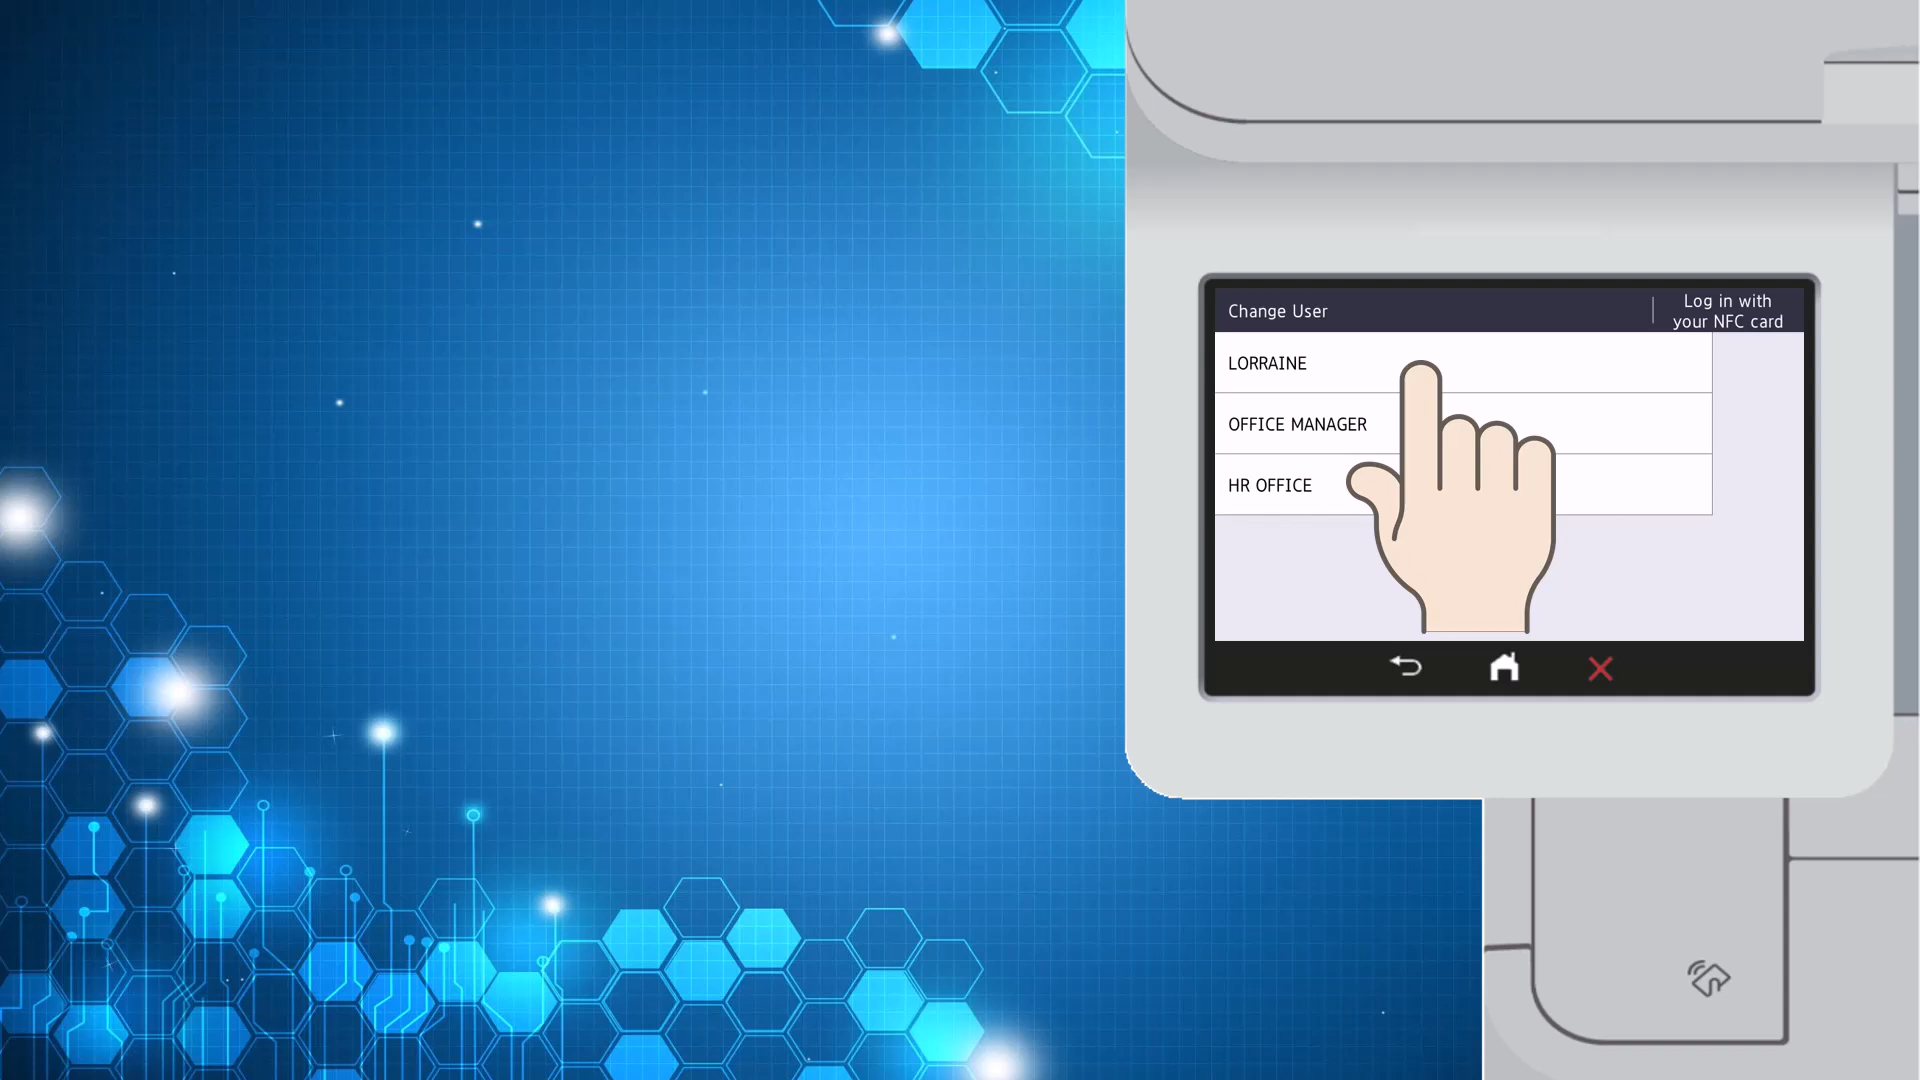 Change User
Log in with
your NFC card
LORRAINE
OFFICE MANAGER
HR OFFICE